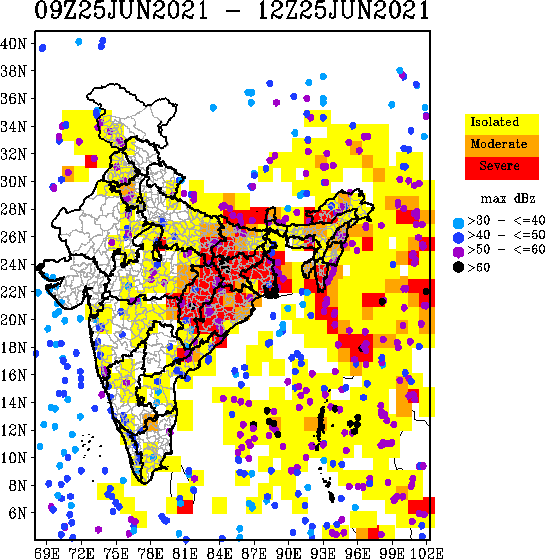 09Z25JUN2021 – 12Z25JUN2021
40N
38N
36N
34N
32N
30N
28N
26N
24N
22N
20N
18N
16N
14N
12N
10N
8N
6N
69E 72E 75E 78E 81E 84E 87E 90E 93E 96E 99E 102E
Isolated
Moderate
Severe
max dBz
>30 – <=40
>40 – <=50
>50 – <=60
>60